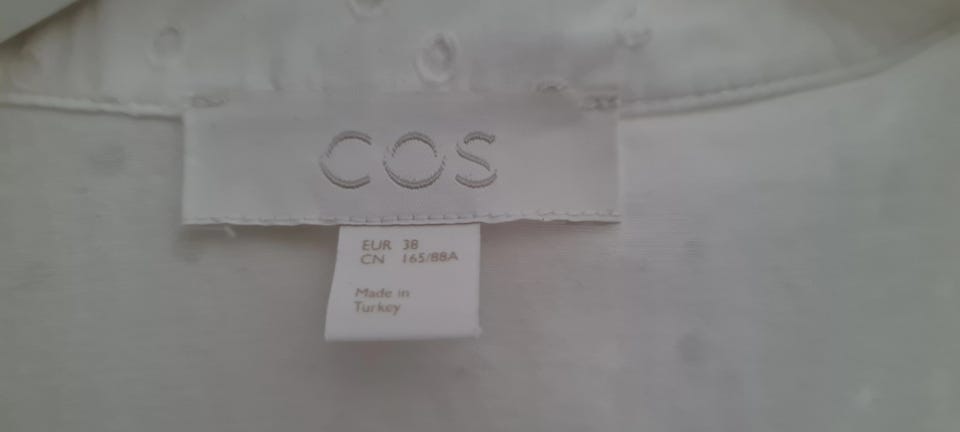 COS
EUR 38
CN 165/88A
Made in
Turkey